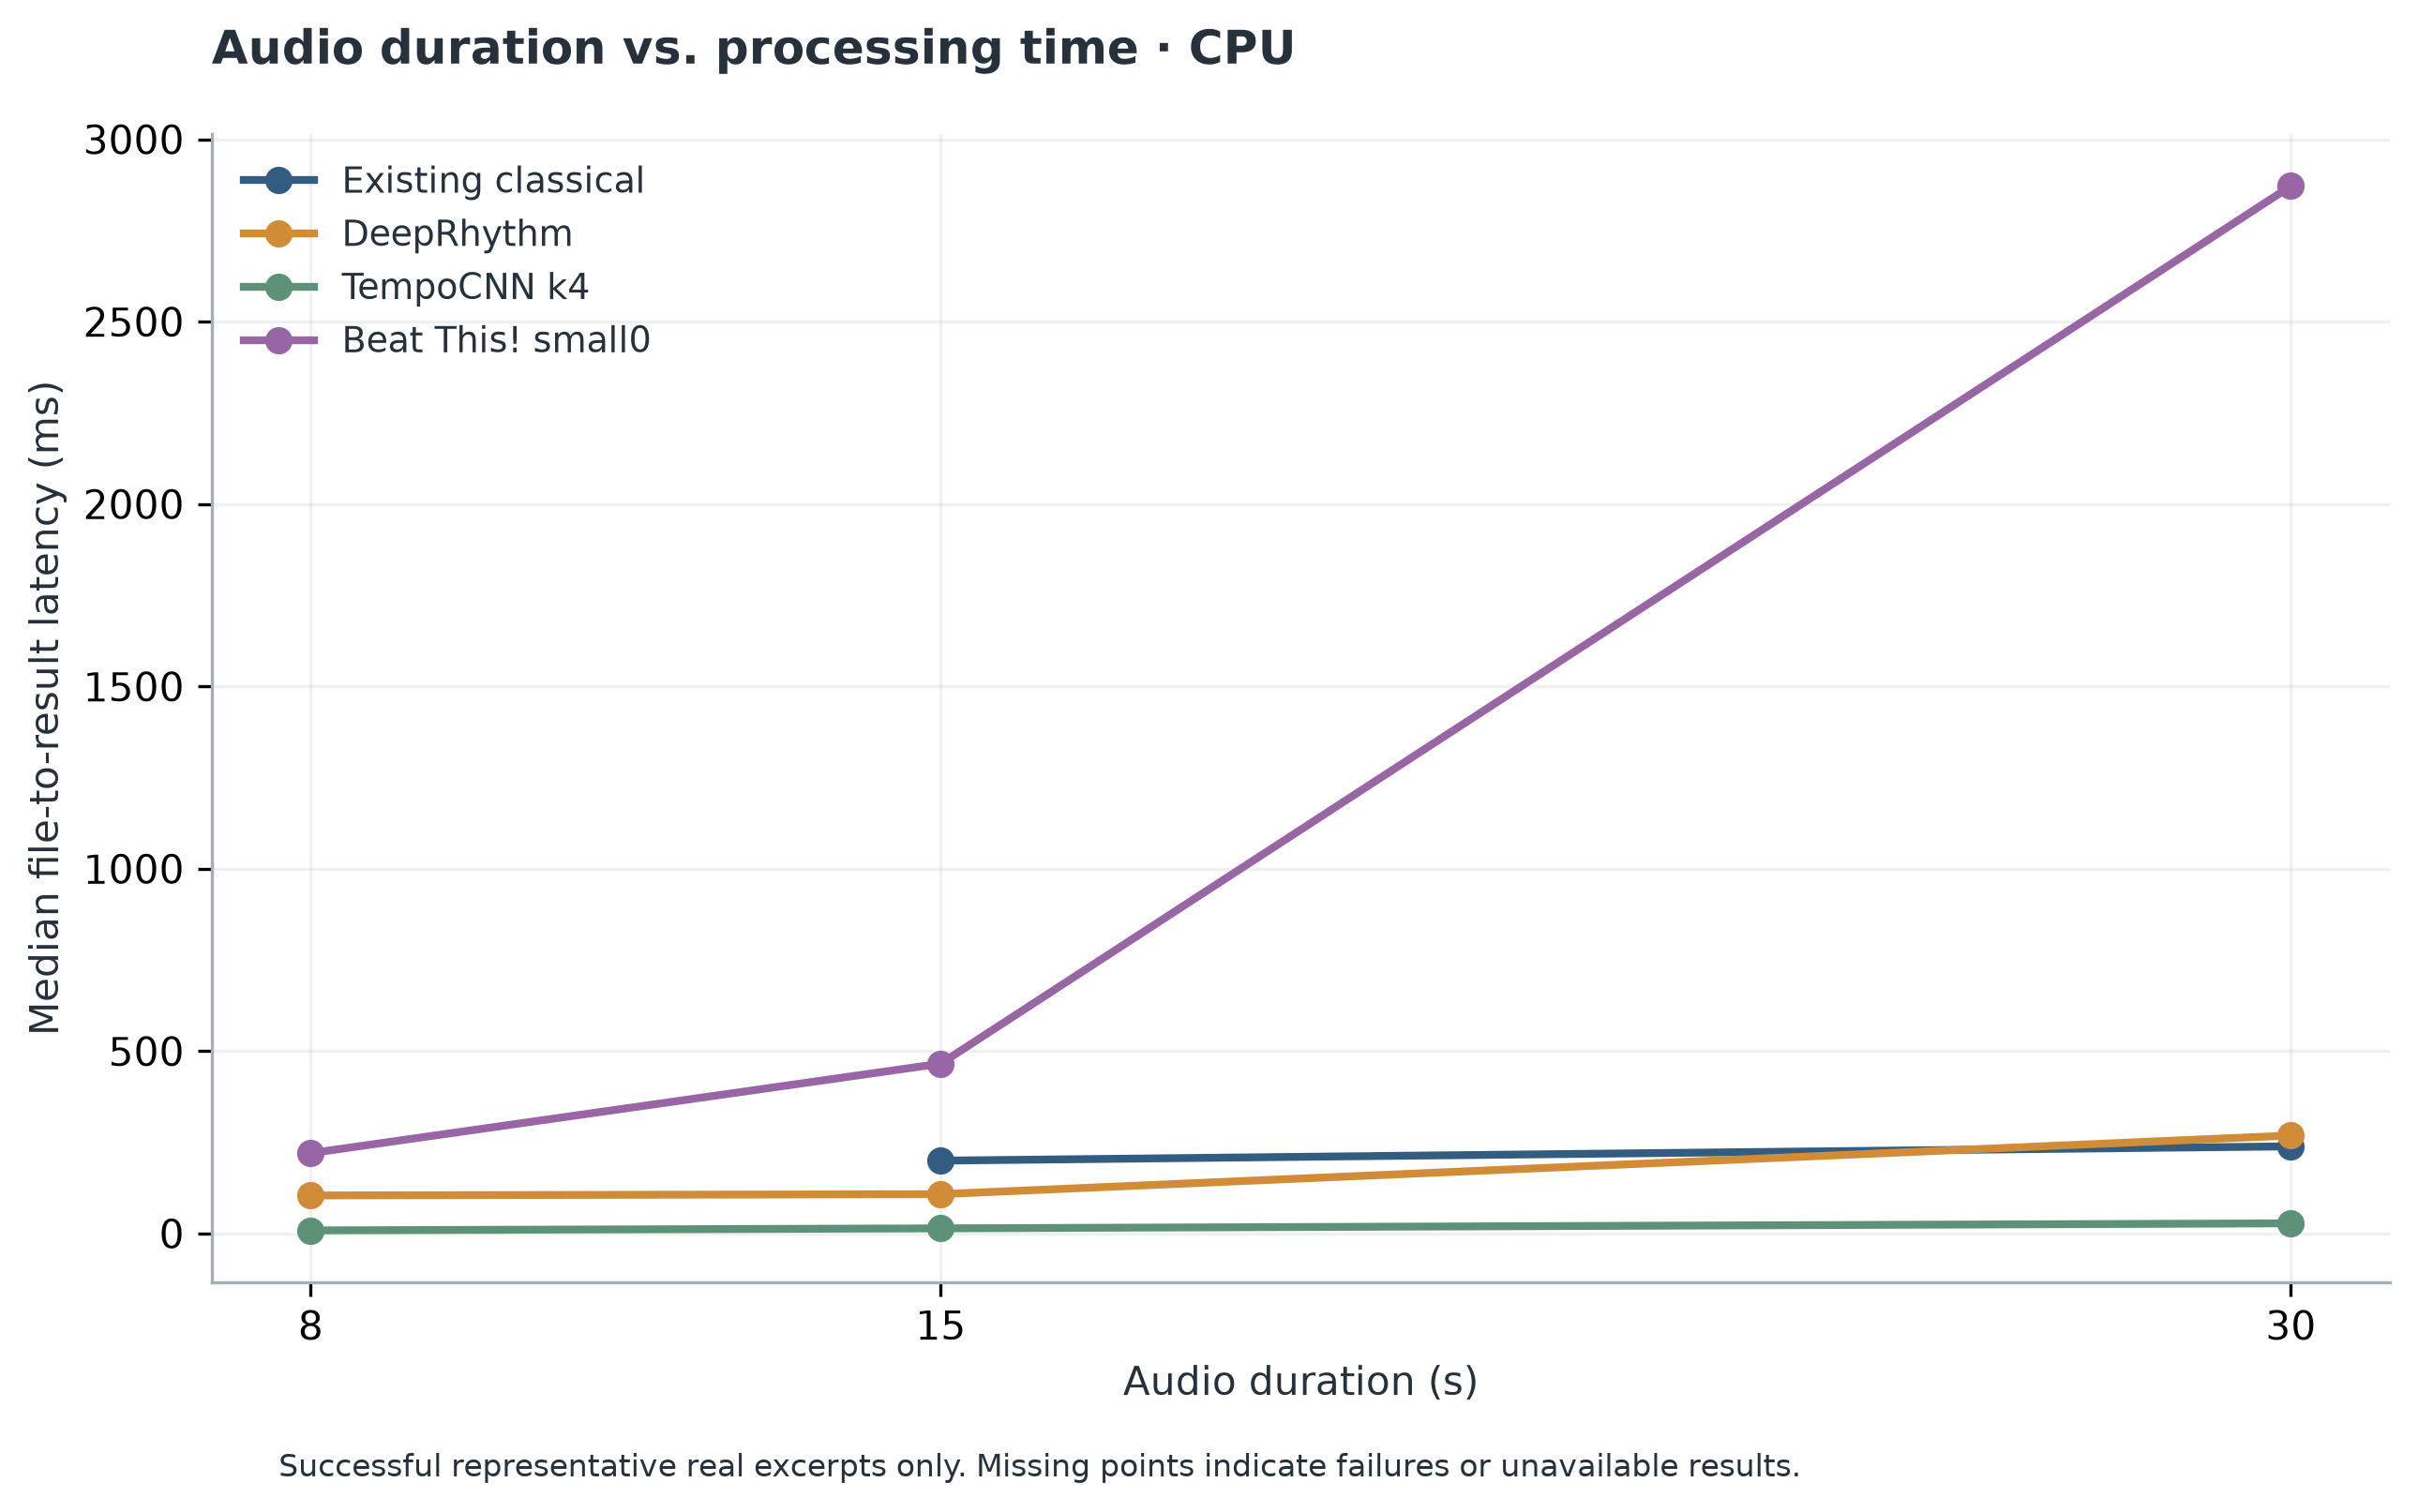 Audio duration vs. processing time · CPU
3000
2500
2000
1500
1000
500
0
Existing classical
DeepRhythm
TempoCNN k4
Beat This! small0
Median file-to-result latency (ms)
8
15
30
Audio duration (s)
Successful representative real excerpts only. Missing points indicate failures or unavailable results.